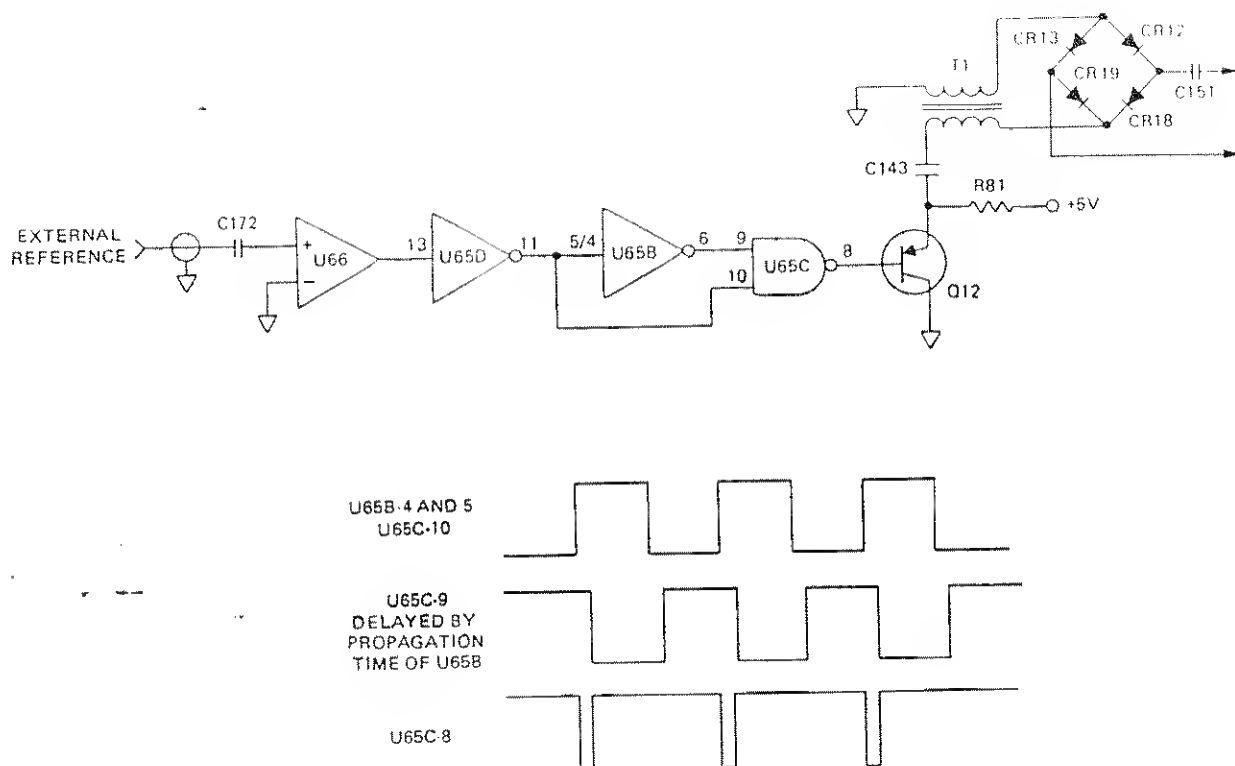 CR13
CR12
T1
CR19
C151
CR18
C143
R81
+5V
EXTERNAL
REFERENCE
C172
+
U66
−
13
U65D
11
5/4
U65B
6
9
10
U65C
8
Q12
U65B-4 AND 5
U65C-10
U65C-9
DELAYED BY
PROPAGATION
TIME OF U65B
U65C-8